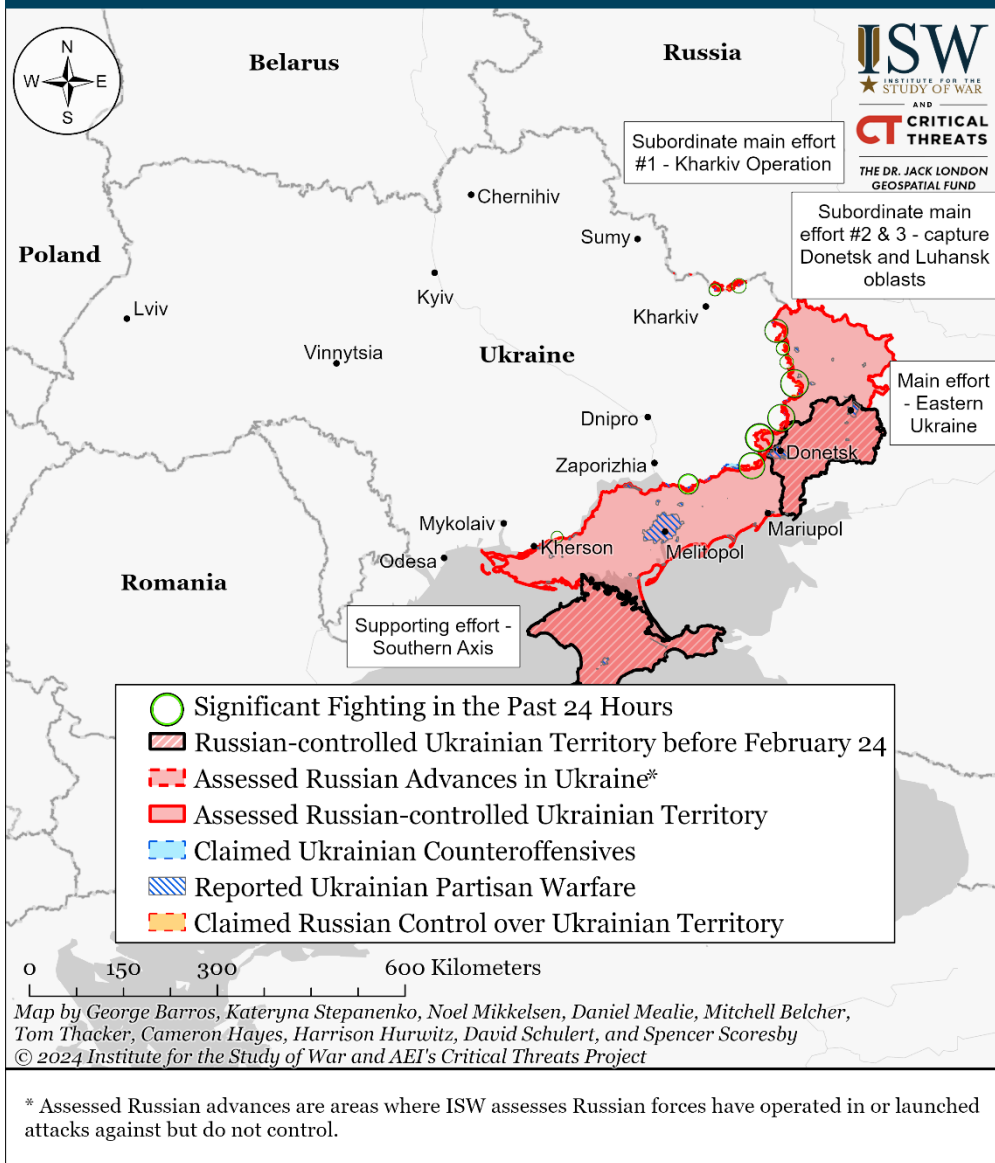 N
W
E
S
Belarus
Russia
ISW
INSTITUTE FOR THE
STUDY OF WAR
AND
CT CRITICAL
THREATS
THE DR. JACK LONDON
GEOSPATIAL FUND
Subordinate main effort
#1 - Kharkiv Operation
Subordinate main
effort #2 & 3 - capture
Donetsk and Luhansk
oblasts
Chernihiv
Sumy
Poland
Kyiv
Lviv
Kharkiv
Vinnytsia
Ukraine
Main effort
- Eastern
Ukraine
Dnipro
Donetsk
Zaporizhia
Mariupol
Mykolaiv
Kherson
Melitopol
Odesa
Romania
Supporting effort -
Southern Axis
Significant Fighting in the Past 24 Hours
Russian-controlled Ukrainian Territory before February 24
Assessed Russian Advances in Ukraine*
Assessed Russian-controlled Ukrainian Territory
Claimed Ukrainian Counteroffensives
Reported Ukrainian Partisan Warfare
Claimed Russian Control over Ukrainian Territory
0 150 300 600 Kilometers
Map by George Barros, Kateryna Stepanenko, Noel Mikkelsen, Daniel Mealie, Mitchell Belcher,
Tom Thacker, Cameron Hayes, Harrison Hurwitz, David Schulert, and Spencer Scoresby
© 2024 Institute for the Study of War and AEI's Critical Threats Project
* Assessed Russian advances are areas where ISW assesses Russian forces have operated in or launched
attacks against but do not control.